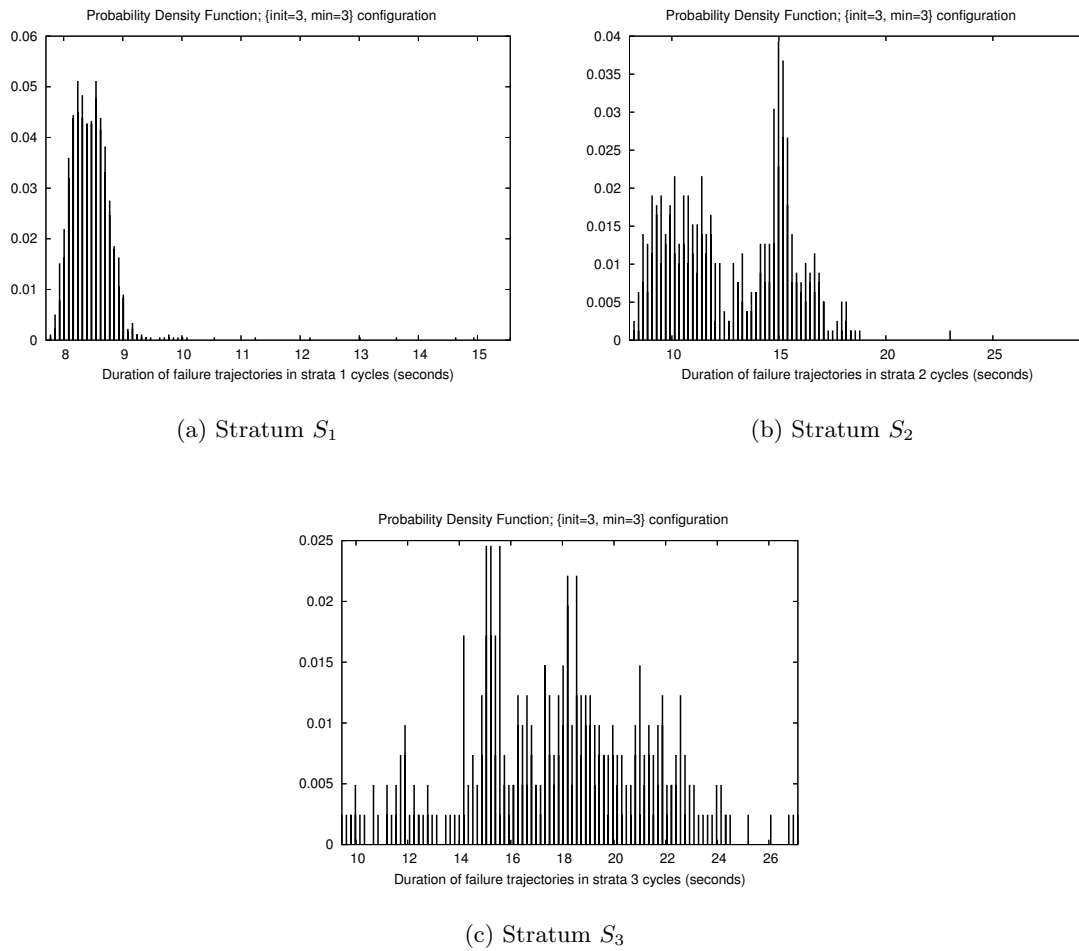 Probability Density Function; {init=3, min=3} configuration
0.06
0.05
0.04
0.03
0.02
0.01
0
8 9 10 11 12 13 14 15
Duration of failure trajectories in strata 1 cycles (seconds)
(a) Stratum S1
Probability Density Function; {init=3, min=3} configuration
0.04
0.035
0.03
0.025
0.02
0.015
0.01
0.005
0
10 15 20 25
Duration of failure trajectories in strata 2 cycles (seconds)
(b) Stratum S2
Probability Density Function; {init=3, min=3} configuration
0.025
0.02
0.015
0.01
0.005
0
10 12 14 16 18 20 22 24 26
Duration of failure trajectories in strata 3 cycles (seconds)
(c) Stratum S3